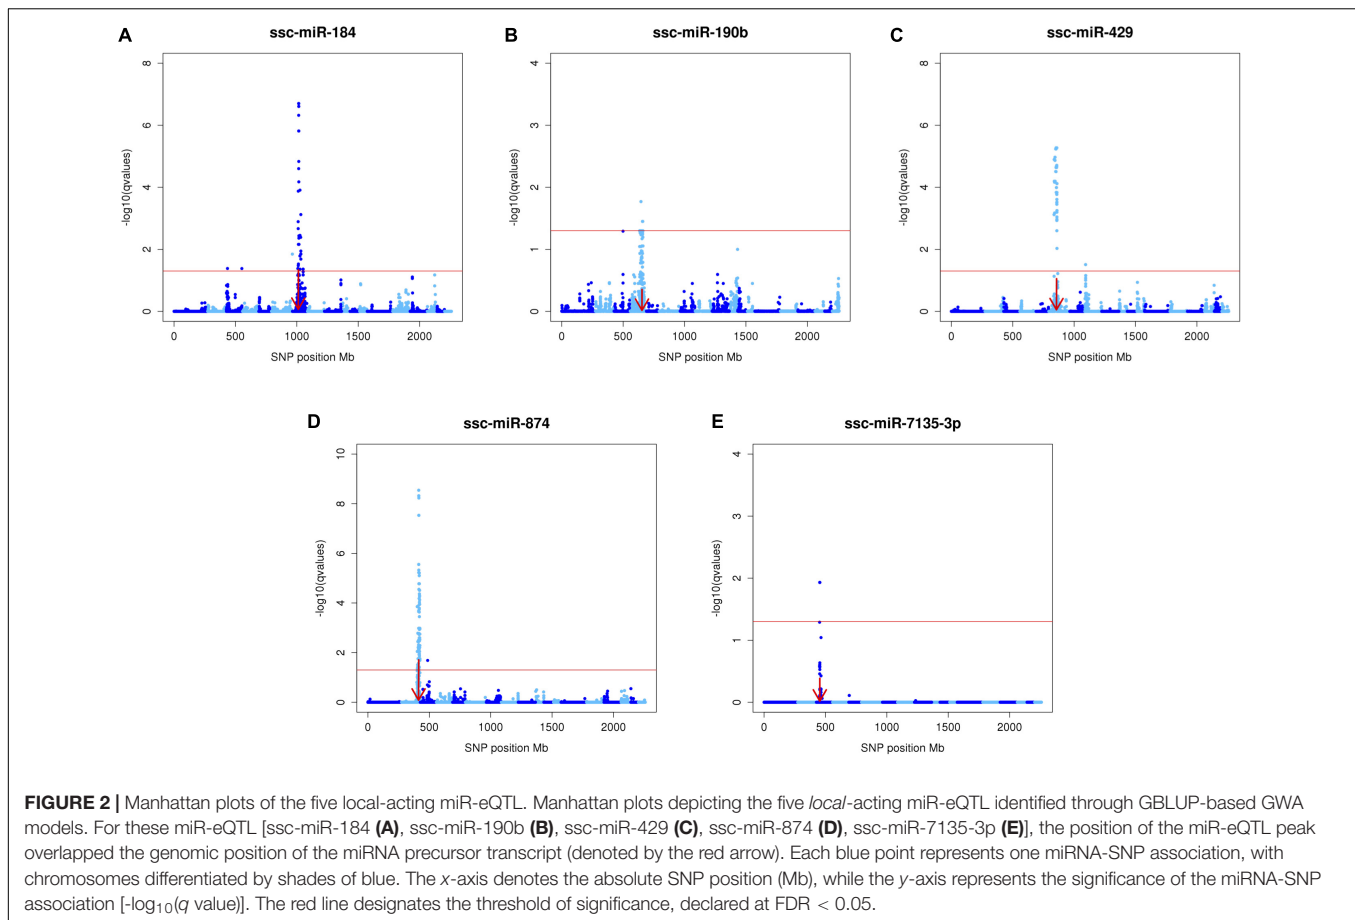 A
ssc-miR-184
-log10(qvalues)
8
6
4
2
0
0 500 1000 1500 2000
SNP position Mb
B
ssc-miR-190b
-log10(qvalues)
4
3
2
1
0
0 500 1000 1500 2000
SNP position Mb
C
ssc-miR-429
-log10(qvalues)
8
6
4
2
0
0 500 1000 1500 2000
SNP position Mb
D
ssc-miR-874
-log10(qvalues)
10
8
6
4
2
0
0 500 1000 1500 2000
SNP position Mb
E
ssc-miR-7135-3p
-log10(qvalues)
4
3
2
1
0
0 500 1000 1500 2000
SNP position Mb
FIGURE 2 | Manhattan plots of the five local-acting miR-eQTL. Manhattan plots depicting the five local-acting miR-eQTL identified through GBLUP-based GWA
models. For these miR-eQTL [ssc-miR-184 (A), ssc-miR-190b (B), ssc-miR-429 (C), ssc-miR-874 (D), ssc-miR-7135-3p (E)], the position of the miR-eQTL peak
overlapped the genomic position of the miRNA precursor transcript (denoted by the red arrow). Each blue point represents one miRNA-SNP association, with
chromosomes differentiated by shades of blue. The x-axis denotes the absolute SNP position (Mb), while the y-axis represents the significance of the miRNA-SNP
association [-log10(q value)]. The red line designates the threshold of significance, declared at FDR < 0.05.